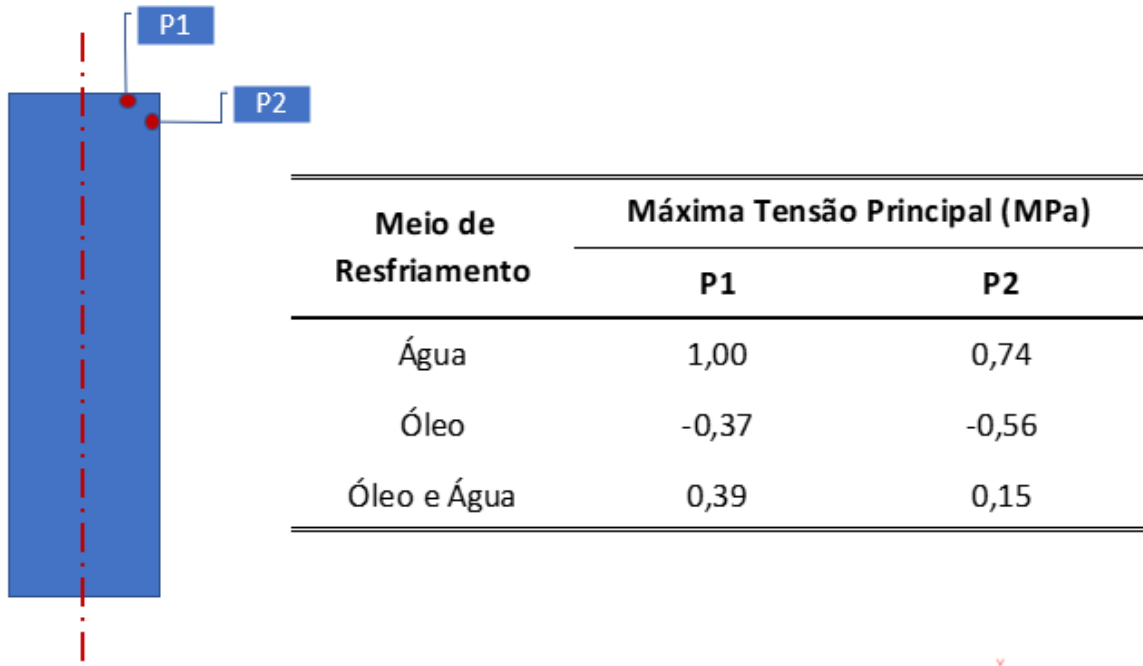 P1
P2
Meio de Resfriamento Máxima Tensão Principal (MPa)
P1 P2
Água 1,00 0,74
Óleo -0,37 -0,56
Óleo e Água 0,39 0,15